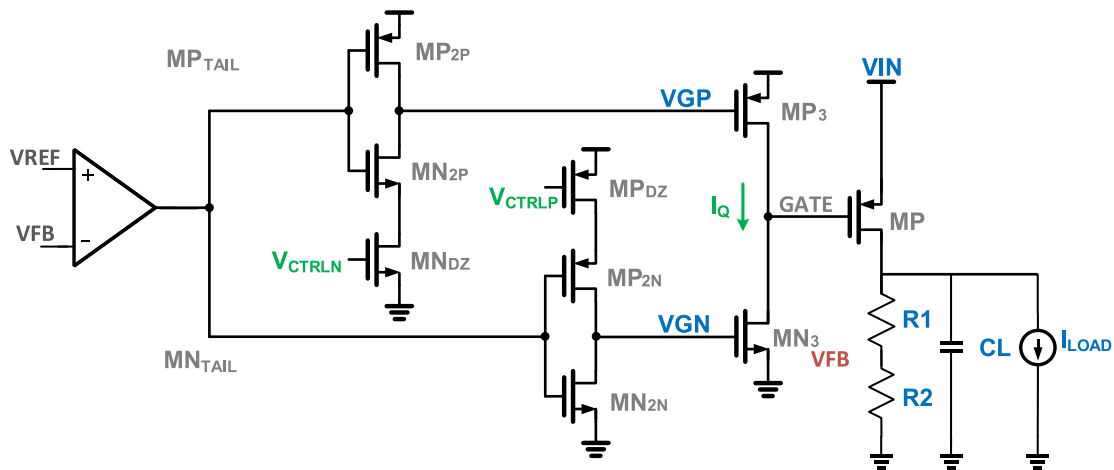 MPTAIL
MP2P
VIN
VGP
MP3
VREF
+
MN2P
VCTRLP
MPDZ
IQ
GATE
MP
VFB
−
VCTRLN
MNDZ
MP2N
R1
VGN
MN3
CL
ILOAD
VFB
MNTAIL
R2
MN2N